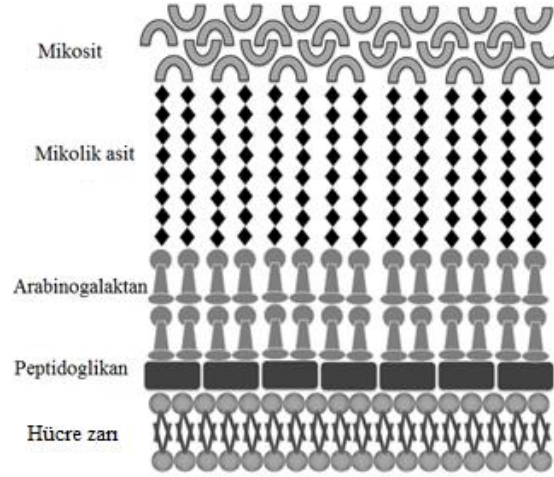 Mikosit
Mikolik asit
Arabinogalaktan
Peptidoglikan
Hücre zarı